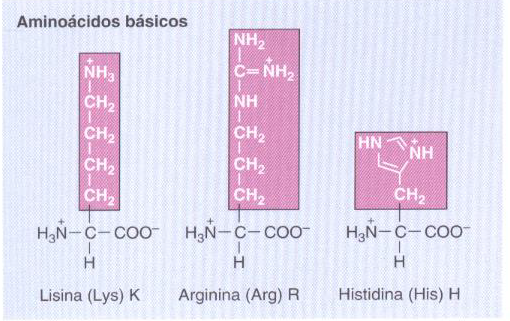 Aminoácidos básicos
NH₃⁺
CH₂
CH₂
CH₂
CH₂
H₃N⁺—C—COO⁻
H
Lisina (Lys) K
NH₂
C=NH₂⁺
NH
CH₂
CH₂
CH₂
H₃N⁺—C—COO⁻
H
Arginina (Arg) R
HN
NH⁺
CH₂
H₃N⁺—C—COO⁻
H
Histidina (His) H